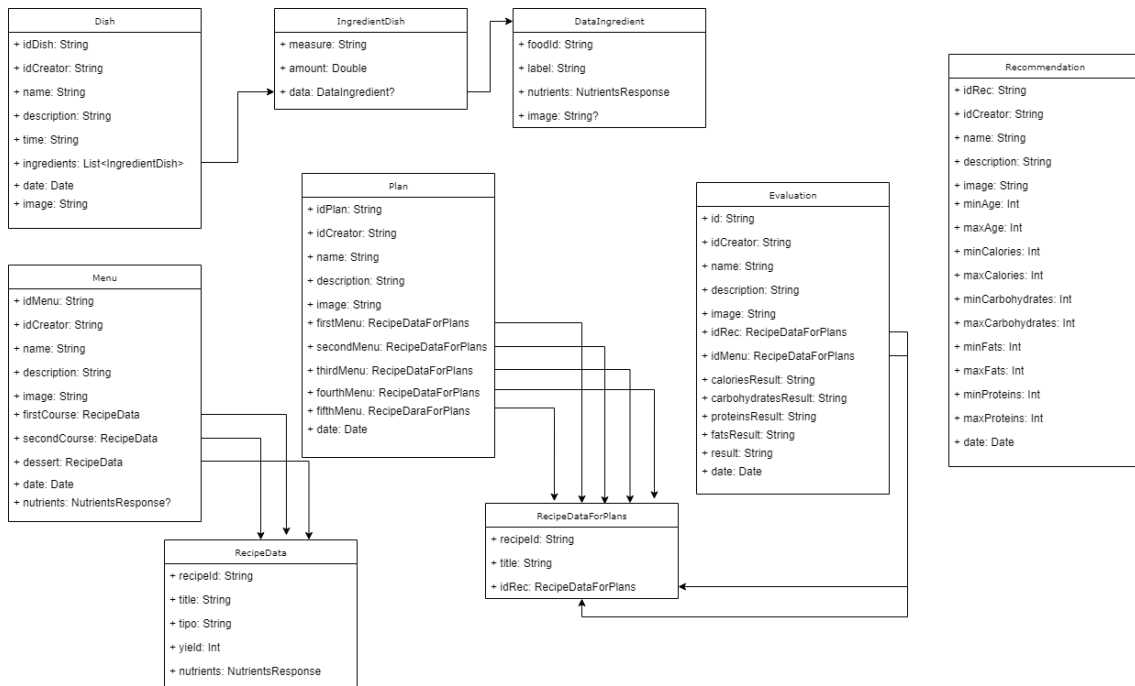 Dish
+ idDish: String
+ idCreator: String
+ name: String
+ description: String
+ time: String
+ ingredients: List<IngredientDish>
+ date: Date
+ image: String
IngredientDish
+ measure: String
+ amount: Double
+ data: DataIngredient?
DataIngredient
+ foodId: String
+ label: String
+ nutrients: NutrientsResponse
+ image: String?
Recommendation
+ idRec: String
+ idCreator: String
+ name: String
+ description: String
+ image: String
+ minAge: Int
+ maxAge: Int
+ minCalories: Int
+ maxCalories: Int
+ minCarbohydrates: Int
+ maxCarbohydrates: Int
+ minFats: Int
+ maxFats: Int
+ minProteins: Int
+ maxProteins: Int
+ date: Date
Plan
+ idPlan: String
+ idCreator: String
+ name: String
+ description: String
+ image: String
+ firstMenu: RecipeDataForPlans
+ secondMenu: RecipeDataForPlans
+ thirdMenu: RecipeDataForPlans
+ fourthMenu: RecipeDataForPlans
+ fifthMenu. RecipeDaraForPlans
+ date: Date
Evaluation
+ id: String
+ idCreator: String
+ name: String
+ description: String
+ image: String
+ idRec: RecipeDataForPlans
+ idMenu: RecipeDataForPlans
+ caloriesResult: String
+ carbohydratesResult: String
+ proteinsResult: String
+ fatsResult: String
+ result: String
+ date: Date
Menu
+ idMenu: String
+ idCreator: String
+ name: String
+ description: String
+ image: String
+ firstCourse: RecipeData
+ secondCourse: RecipeData
+ dessert: RecipeData
+ date: Date
+ nutrients: NutrientsResponse?
RecipeDataForPlans
+ recipeId: String
+ title: String
+ idRec: RecipeDataForPlans
RecipeData
+ recipeId: String
+ title: String
+ tipo: String
+ yield: Int
+ nutrients: NutrientsResponse